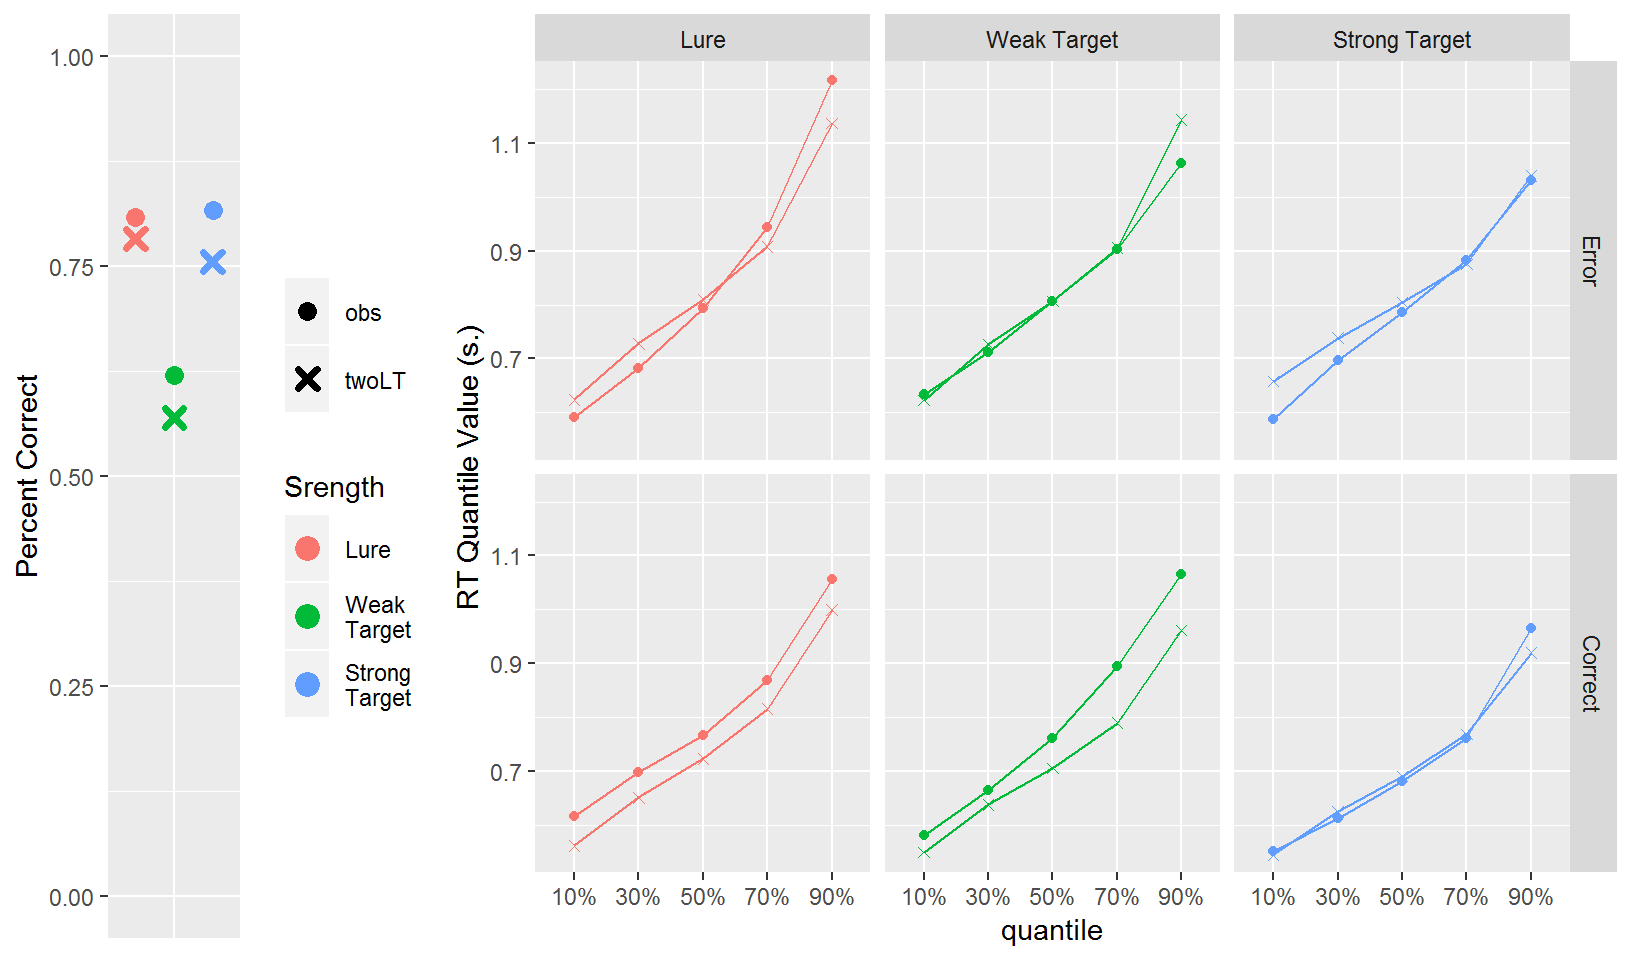 Percent Correct
1.00
0.75
0.50
0.25
0.00
obs
twoLT
Srength
Lure
Weak
Target
Strong
Target
RT Quantile Value (s.)
Lure
Weak Target
Strong Target
1.1
0.9
0.7
Error
1.1
0.9
0.7
Correct
10% 30% 50% 70% 90%
10% 30% 50% 70% 90%
10% 30% 50% 70% 90%
quantile